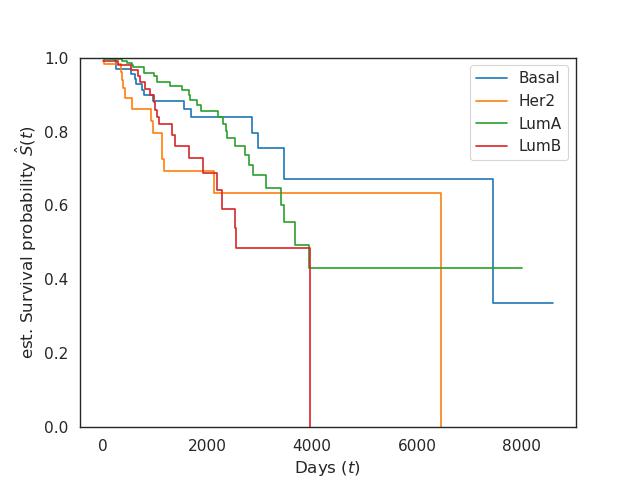 1.0
0.8
0.6
0.4
0.2
0.0
est. Survival probability Ŝ(t)
0 2000 4000 6000 8000
Days (t)
Basal
Her2
LumA
LumB